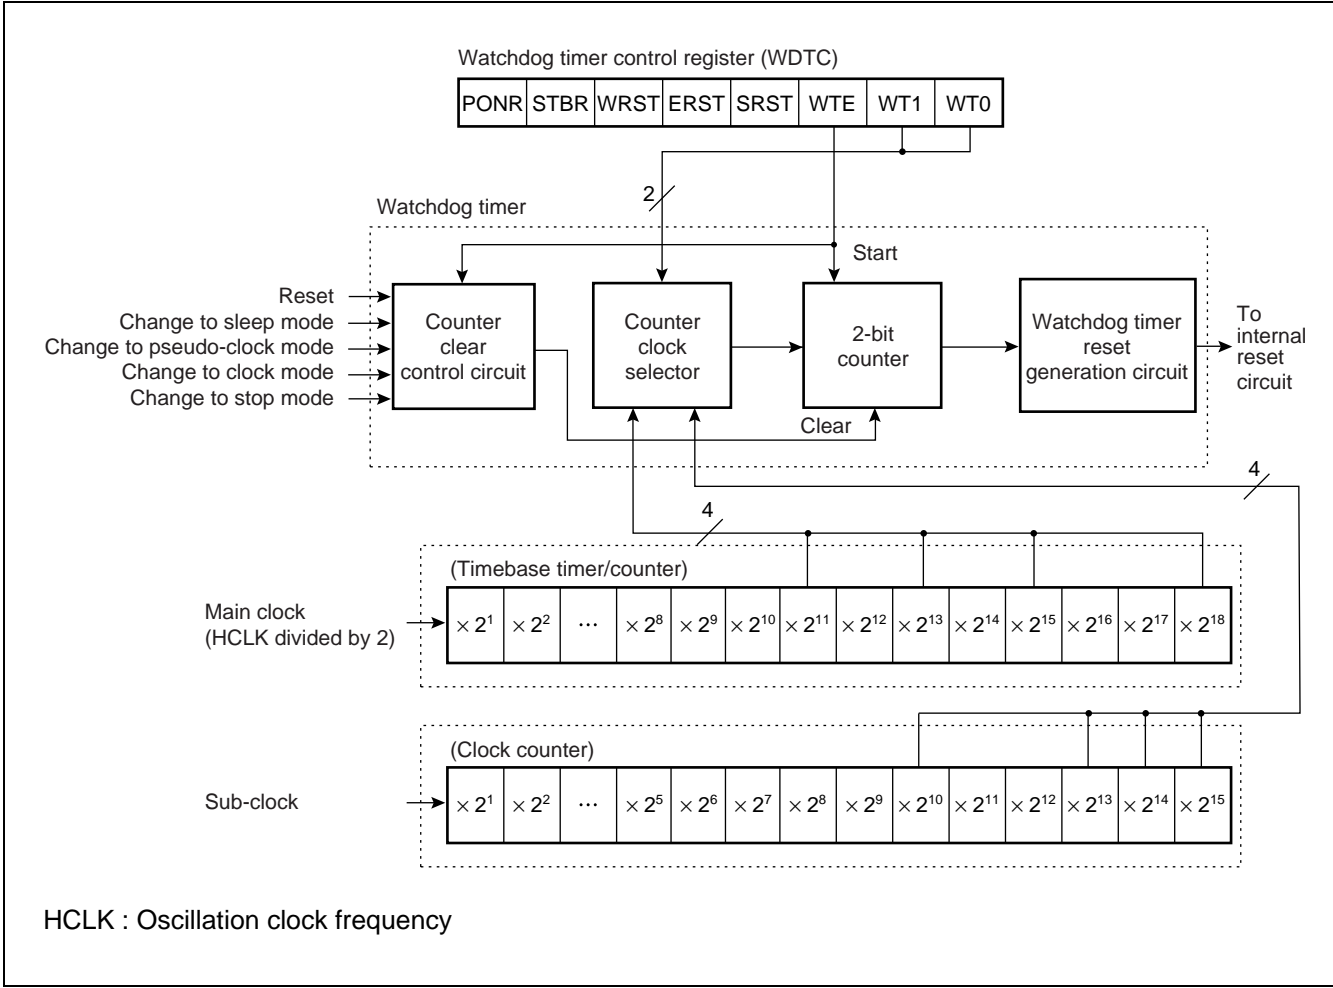 Watchdog timer control register (WDTC)
PONR STBR WRST ERST SRST WTE WT1 WT0
2
Watchdog timer
Start
Reset
Change to sleep mode
Change to pseudo-clock mode
Change to clock mode
Change to stop mode
Counter
clear
control circuit
Counter
clock
selector
2-bit
counter
Watchdog timer
reset
generation circuit
To
internal
reset
circuit
Clear
4
4
(Timebase timer/counter)
Main clock
(HCLK divided by 2)
× 2¹ × 2² ... × 2⁸ × 2⁹ × 2¹⁰ × 2¹¹ × 2¹² × 2¹³ × 2¹⁴ × 2¹⁵ × 2¹⁶ × 2¹⁷ × 2¹⁸
(Clock counter)
Sub-clock
× 2¹ × 2² ... × 2⁵ × 2⁶ × 2⁷ × 2⁸ × 2⁹ × 2¹⁰ × 2¹¹ × 2¹² × 2¹³ × 2¹⁴ × 2¹⁵
HCLK : Oscillation clock frequency